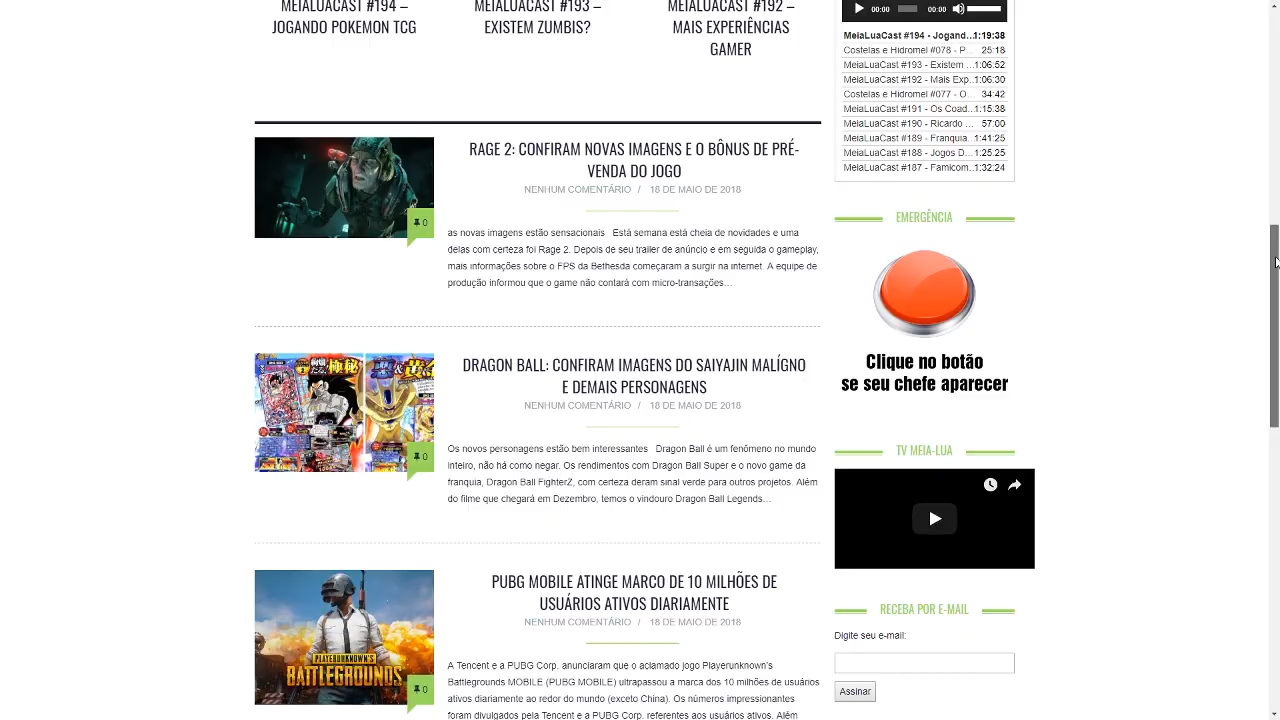 MEIALUACAST #194 –
JOGANDO POKEMON TCG
MEIALUACAST #193 –
EXISTEM ZUMBIS?
MEIALUACAST #192 –
MAIS EXPERIÊNCIAS
GAMER
RAGE 2: CONFIRAM NOVAS IMAGENS E O BÔNUS DE PRÉ-
VENDA DO JOGO
NENHUM COMENTÁRIO / 18 DE MAIO DE 2018
0
as novas imagens estão sensacionais Está semana está cheia de novidades e uma
delas com certeza foi Rage 2. Depois de seu trailer de anúncio e em seguida o gameplay,
mais informações sobre o FPS da Bethesda começaram a surgir na internet. A equipe de
produção informou que o game não contará com micro-transações…
DRAGON BALL: CONFIRAM IMAGENS DO SAIYAJIN MALÍGNO
E DEMAIS PERSONAGENS
NENHUM COMENTÁRIO / 18 DE MAIO DE 2018
0
Os novos personagens estão bem interessantes Dragon Ball é um fenômeno no mundo
inteiro, não há como negar. Os rendimentos com Dragon Ball Super e o novo game da
franquia, Dragon Ball FighterZ, com certeza deram sinal verde para outros projetos. Além
do filme que chegará em Dezembro, temos o vindouro Dragon Ball Legends…
PUBG MOBILE ATINGE MARCO DE 10 MILHÕES DE
USUÁRIOS ATIVOS DIARIAMENTE
NENHUM COMENTÁRIO / 18 DE MAIO DE 2018
PLAYERUNKNOWN'S
BATTLEGROUNDS
0
A Tencent e a PUBG Corp. anunciaram que o aclamado jogo Playerunknown's
Battlegrounds MOBILE (PUBG MOBILE) ultrapassou a marca dos 10 milhões de usuários
ativos diariamente ao redor do mundo (exceto China). Os números impressionantes
foram divulgados pela Tencent e a PUBG Corp. referentes aos usuários ativos. Além
00:00 00:00
MeiaLuaCast #194 - Jogand... 1:19:38
Costelas e Hidromel #078 - P... 25:18
MeiaLuaCast #193 - Existem ... 1:06:52
MeiaLuaCast #192 - Mais Exp... 1:06:30
Costelas e Hidromel #077 - O... 34:42
MeiaLuaCast #191 - Os Coad... 1:15:38
MeiaLuaCast #190 - Ricardo ... 57:00
MeiaLuaCast #189 - Franquia... 1:41:25
MeiaLuaCast #188 - Jogos D... 1:25:25
MeiaLuaCast #187 - Famicom... 1:32:24
EMERGÊNCIA
Clique no botão
se seu chefe aparecer
TV MEIA-LUA
RECEBA POR E-MAIL
Digite seu e-mail:
Assinar